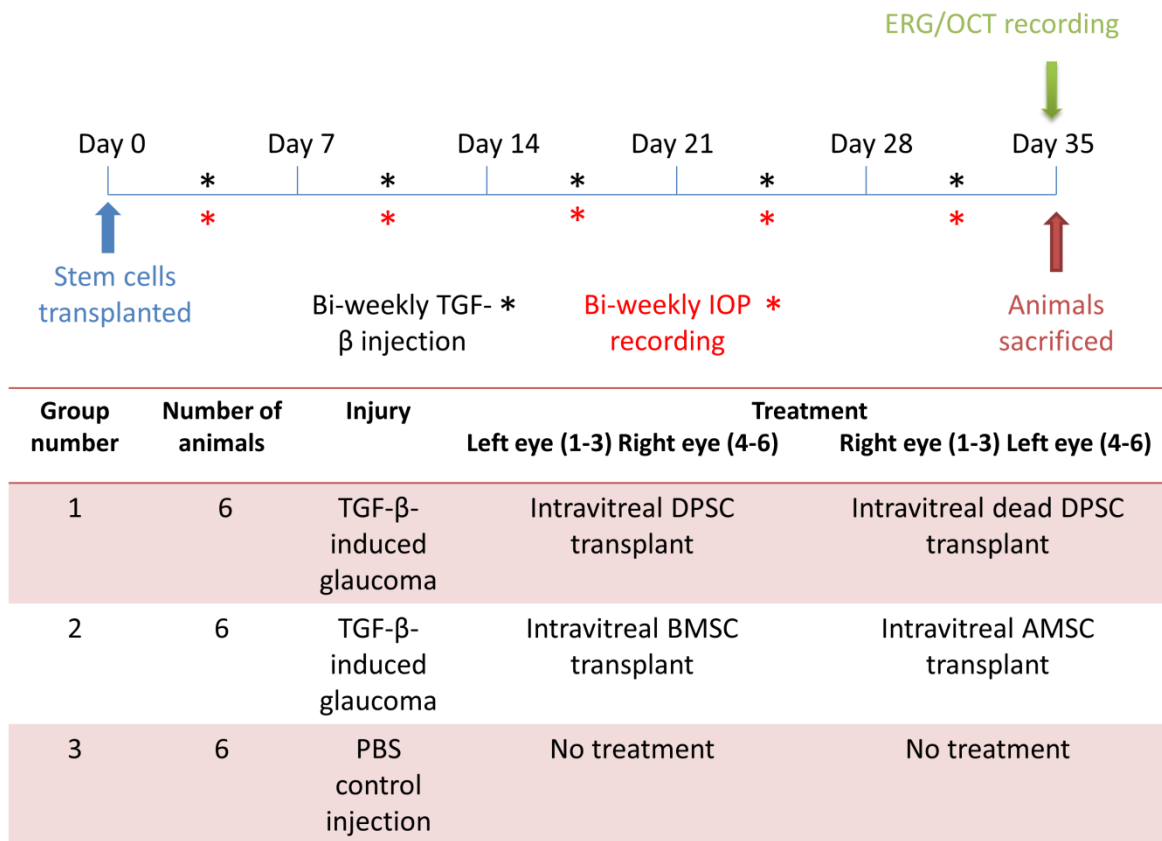 ERG/OCT recording
Day 0 Day 7 Day 14 Day 21 Day 28 Day 35
* * * * *
* * * * *
Stem cells
transplanted
Bi-weekly TGF- *
β injection
Bi-weekly IOP *
recording
Animals
sacrificed
Group Number of Injury Treatment
number animals Left eye (1-3) Right eye (4-6) Right eye (1-3) Left eye (4-6)
1 6 TGF-β- Intravitreal DPSC Intravitreal dead DPSC
induced transplant transplant
glaucoma
2 6 TGF-β- Intravitreal BMSC Intravitreal AMSC
induced transplant transplant
glaucoma
3 6 PBS No treatment No treatment
control
injection